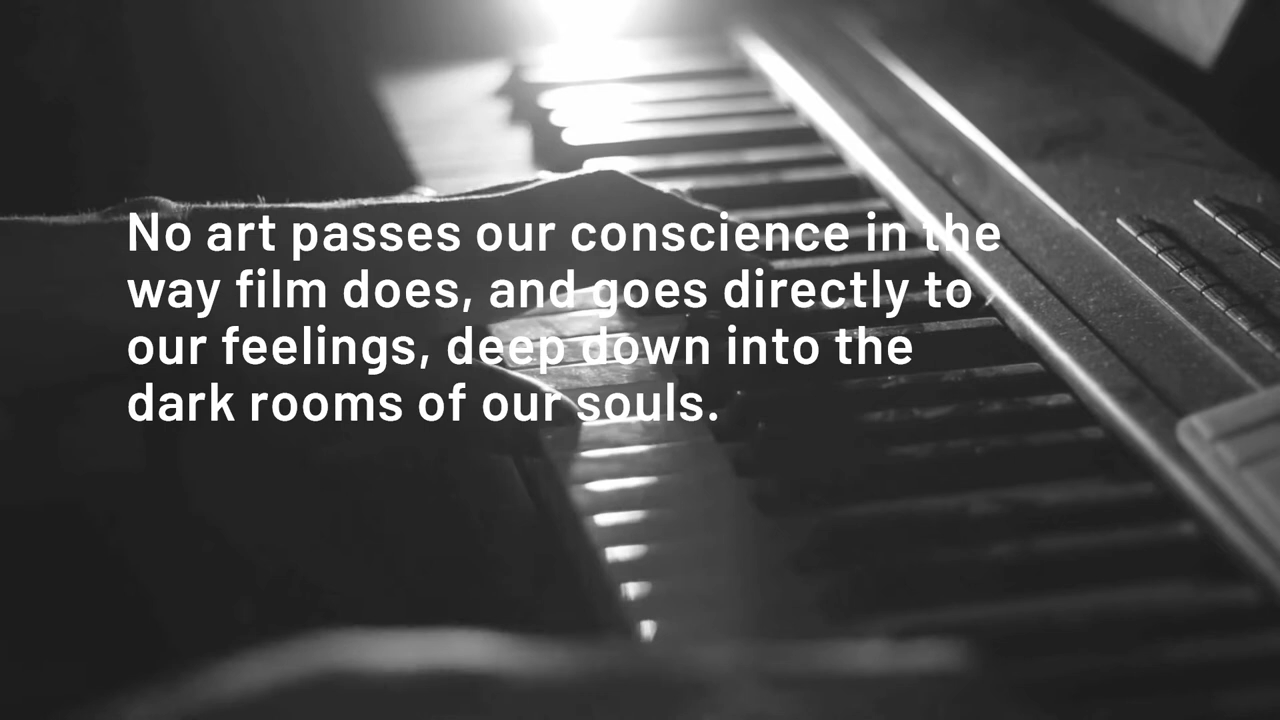 No art passes our conscience in the
way film does, and goes directly to
our feelings, deep down into the
dark rooms of our souls.